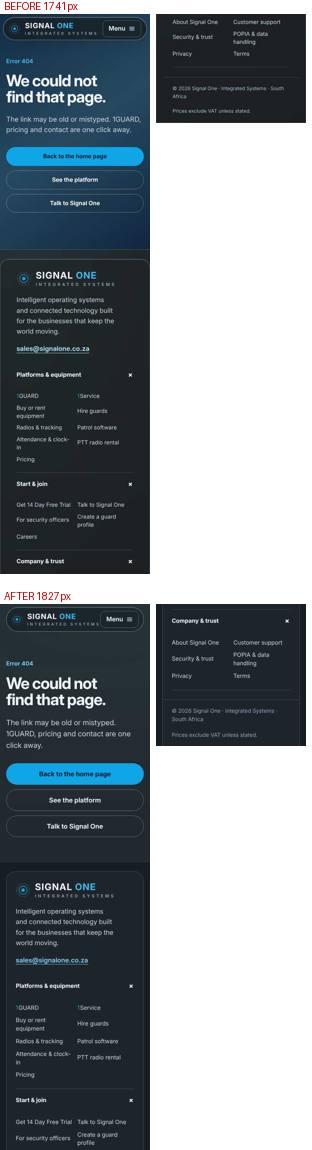 BEFORE 1741px
SIGNAL ONE
INTEGRATED SYSTEMS
Menu
Error 404
We could not
find that page.
The link may be old or mistyped. 1GUARD,
pricing and contact are one click away.
Back to the home page
See the platform
Talk to Signal One
SIGNAL ONE
INTEGRATED SYSTEMS
Intelligent operating systems
and connected technology built
for the businesses that keep the
world moving.
sales@signalone.co.za
Platforms & equipment
1GUARD
1Service
Buy or rent
equipment
Hire guards
Radios & tracking
Patrol software
Attendance & clock-
in
PTT radio rental
Pricing
Start & join
Get 14 Day Free Trial
Talk to Signal One
For security officers
Create a guard
profile
Careers
Company & trust
About Signal One
Customer support
Security & trust
POPIA & data
handling
Privacy
Terms
© 2026 Signal One · Integrated Systems · South
Africa
Prices exclude VAT unless stated.
AFTER 1827px
SIGNAL ONE
INTEGRATED SYSTEMS
Menu
Error 404
We could not
find that page.
The link may be old or mistyped.
1GUARD, pricing and contact are one
click away.
Back to the home page
See the platform
Talk to Signal One
SIGNAL ONE
INTEGRATED SYSTEMS
Intelligent operating systems
and connected technology built
for the businesses that keep the
world moving.
sales@signalone.co.za
Platforms & equipment
1GUARD
1Service
Buy or rent
equipment
Hire guards
Radios & tracking
Patrol software
Attendance & clock-
in
PTT radio rental
Pricing
Start & join
Get 14 Day Free Trial
Talk to Signal One
For security officers
Create a guard
profile
Company & trust
About Signal One
Customer support
Security & trust
POPIA & data
handling
Privacy
Terms
© 2026 Signal One · Integrated Systems ·
South Africa
Prices exclude VAT unless stated.